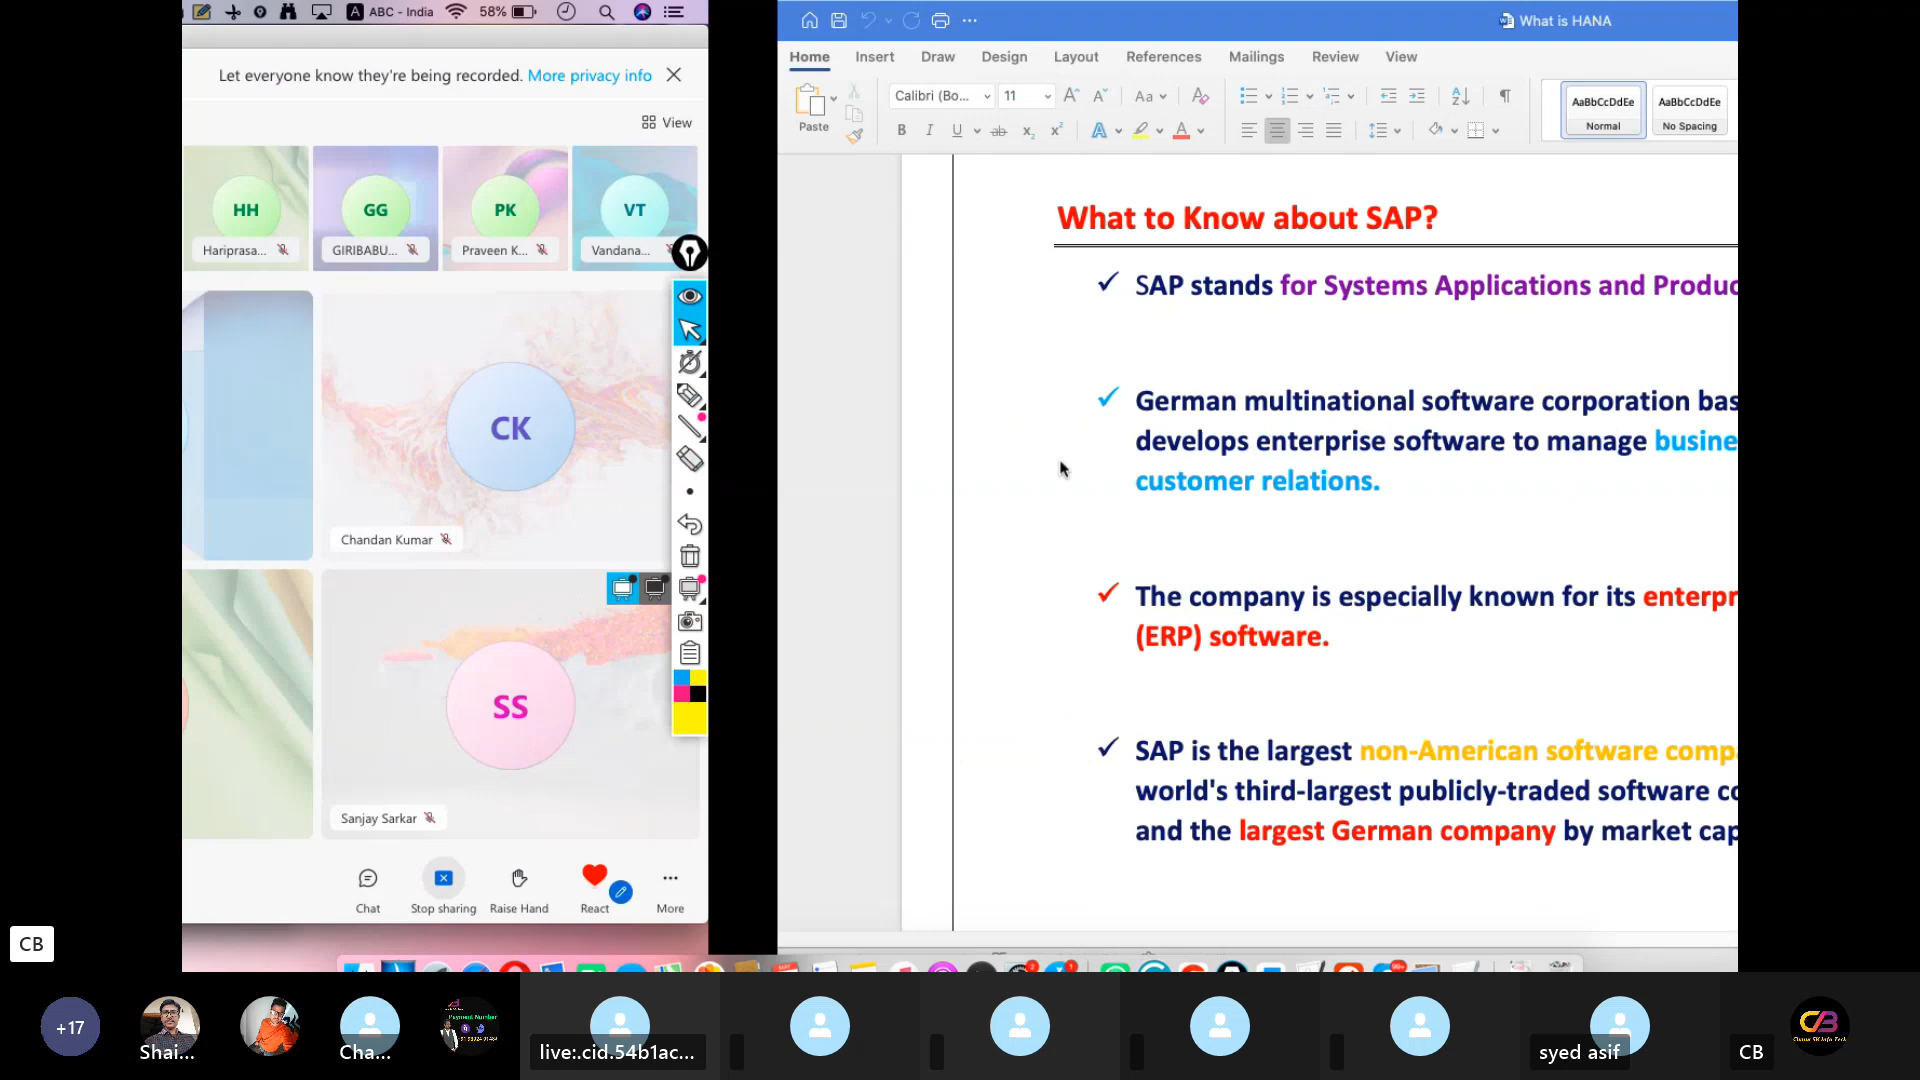 ABC - India
58%
Let everyone know they're being recorded. More privacy info
View
HH
GG
PK
VT
Hariprasa...
GIRIBABU...
Praveen K...
Vandana...
CK
Chandan Kumar
SS
Sanjay Sarkar
Chat
Stop sharing
Raise Hand
React
More
What is HANA
Home
Insert
Draw
Design
Layout
References
Mailings
Review
View
Paste
Calibri (Bo...
11
Aa
AaBbCcDdEe
Normal
AaBbCcDdEe
No Spacing
What to Know about SAP?
✓ SAP stands for Systems Applications and Produc
✓ German multinational software corporation bas
develops enterprise software to manage busine
customer relations.
✓ The company is especially known for its enterpr
(ERP) software.
✓ SAP is the largest non-American software comp
world's third-largest publicly-traded software co
and the largest German company by market cap
CB
+17
Shai...
Cha...
Payment Number
live:.cid.54b1ac...
syed asif
CB